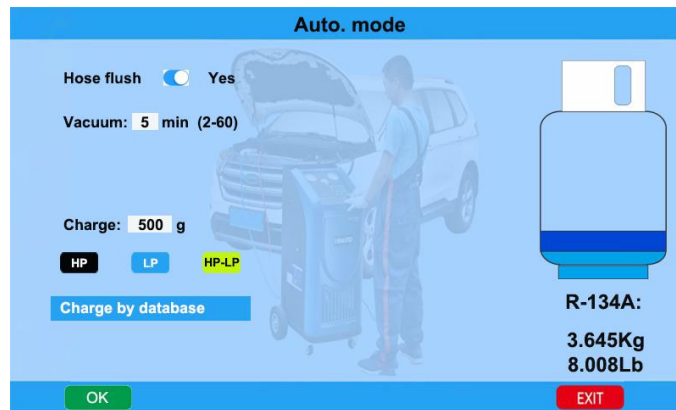 Auto. mode
Hose flush Yes
Vacuum: 5 min (2-60)
Charge: 500 g
HP LP HP-LP
Charge by database
R-134A:
3.645Kg
8.008Lb
OK EXIT